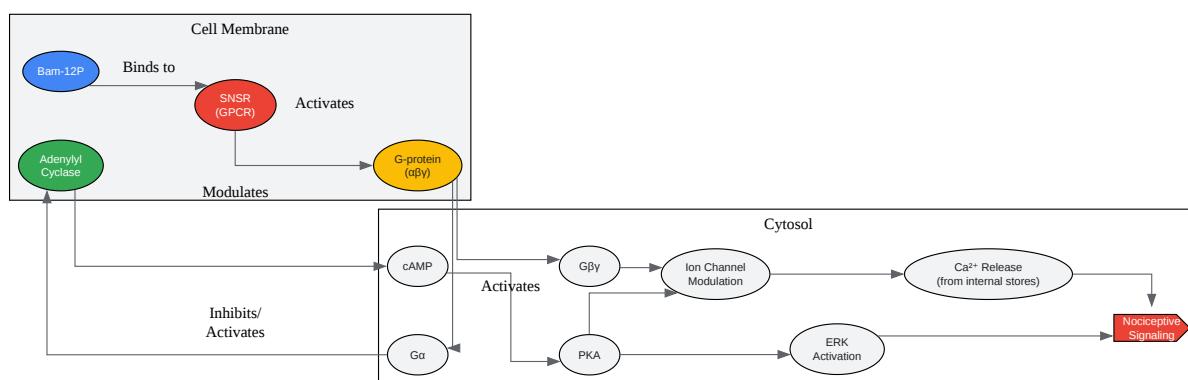 Cell Membrane
Bam-12P
Binds to
SNSR
(GPCR)
Activates
Adenylyl
Cyclase
G-protein
(αβγ)
Modulates
Cytosol
cAMP
Gβγ
Ion Channel
Modulation
Ca²⁺ Release
(from internal stores)
Activates
Inhibits/
Activates
Nociceptive
Signaling
Gα
PKA
ERK
Activation